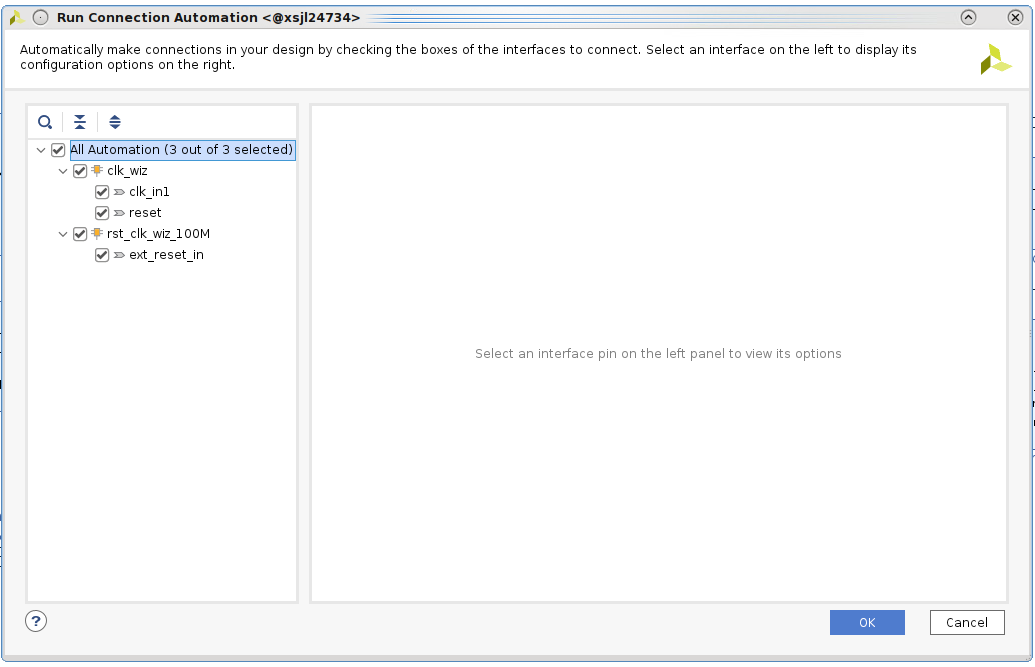 Run Connection Automation <@xsjl24734>
Automatically make connections in your design by checking the boxes of the interfaces to connect. Select an interface on the left to display its
configuration options on the right.
All Automation (3 out of 3 selected)
clk_wiz
clk_in1
reset
rst_clk_wiz_100M
ext_reset_in
Select an interface pin on the left panel to view its options
?
OK
Cancel